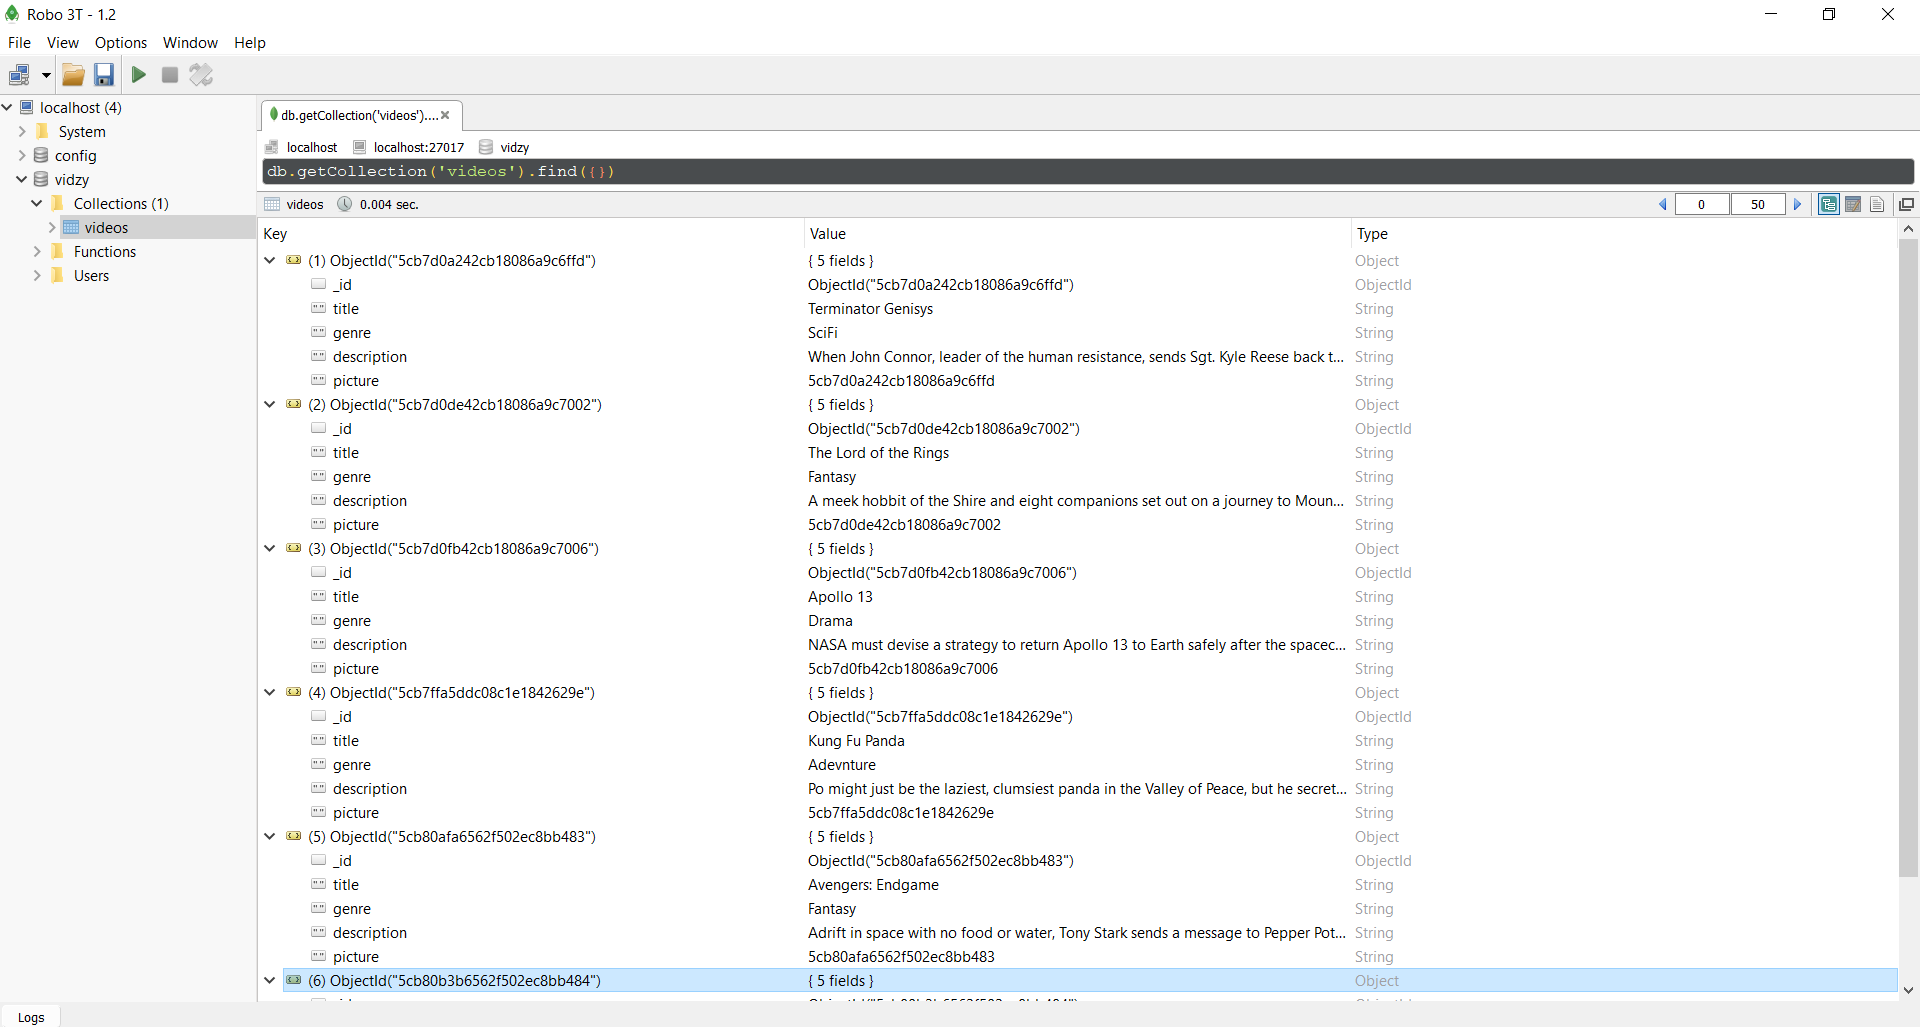 Robo 3T - 1.2
File View Options Window Help
localhost (4)
System
config
vidzy
Collections (1)
videos
Functions
Users
db.getCollection('videos')....
localhost localhost:27017 vidzy
db.getCollection('videos').find({})
videos 0.004 sec. 0 50
Key Value Type
(1) ObjectId("5cb7d0a242cb18086a9c6ffd") { 5 fields } Object
_id ObjectId("5cb7d0a242cb18086a9c6ffd") ObjectId
title Terminator Genisys String
genre SciFi String
description When John Connor, leader of the human resistance, sends Sgt. Kyle Reese back t... String
picture 5cb7d0a242cb18086a9c6ffd String
(2) ObjectId("5cb7d0de42cb18086a9c7002") { 5 fields } Object
_id ObjectId("5cb7d0de42cb18086a9c7002") ObjectId
title The Lord of the Rings String
genre Fantasy String
description A meek hobbit of the Shire and eight companions set out on a journey to Moun... String
picture 5cb7d0de42cb18086a9c7002 String
(3) ObjectId("5cb7d0fb42cb18086a9c7006") { 5 fields } Object
_id ObjectId("5cb7d0fb42cb18086a9c7006") ObjectId
title Apollo 13 String
genre Drama String
description NASA must devise a strategy to return Apollo 13 to Earth safely after the spacec... String
picture 5cb7d0fb42cb18086a9c7006 String
(4) ObjectId("5cb7ffa5ddc08c1e1842629e") { 5 fields } Object
_id ObjectId("5cb7ffa5ddc08c1e1842629e") ObjectId
title Kung Fu Panda String
genre Adevnture String
description Po might just be the laziest, clumsiest panda in the Valley of Peace, but he secret... String
picture 5cb7ffa5ddc08c1e1842629e String
(5) ObjectId("5cb80afa6562f502ec8bb483") { 5 fields } Object
_id ObjectId("5cb80afa6562f502ec8bb483") ObjectId
title Avengers: Endgame String
genre Fantasy String
description Adrift in space with no food or water, Tony Stark sends a message to Pepper Pot... String
picture 5cb80afa6562f502ec8bb483 String
(6) ObjectId("5cb80b3b6562f502ec8bb484") { 5 fields } Object
Logs